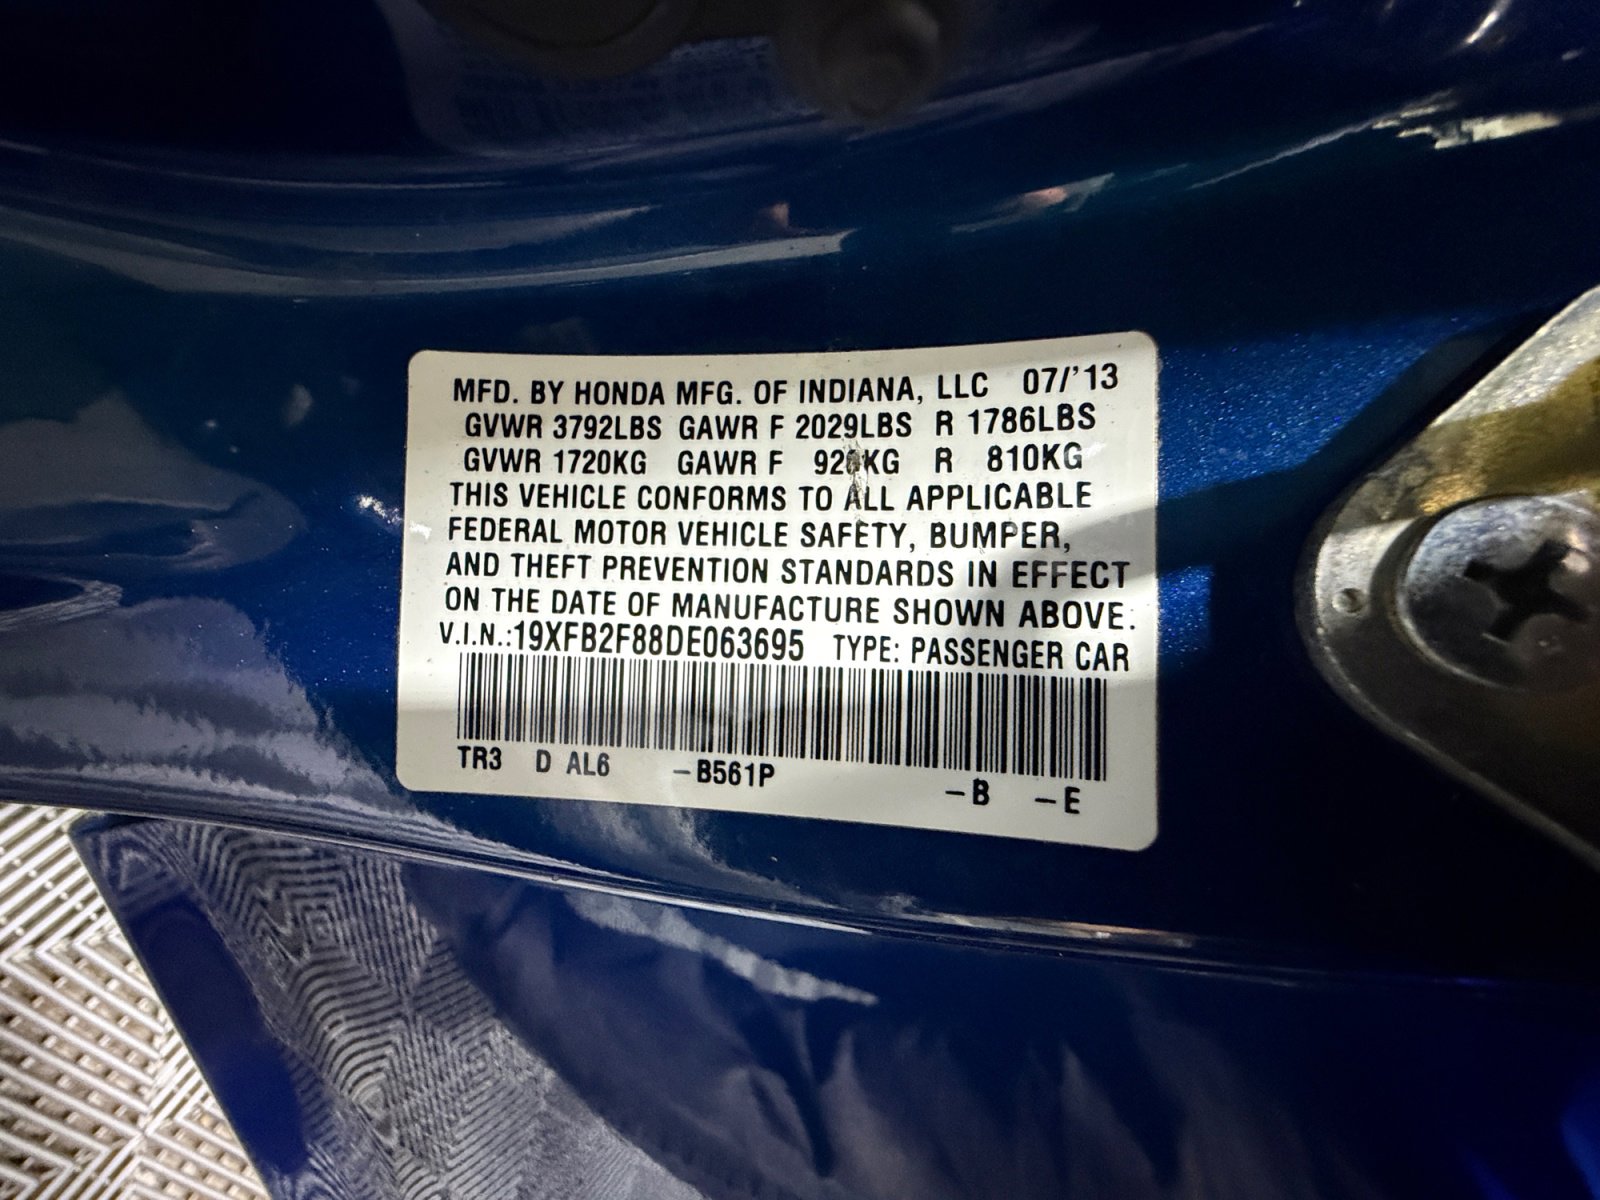 MFD. BY HONDA MFG. OF INDIANA, LLC 07/'13
GVWR 3792LBS GAWR F 2029LBS R 1786LBS
GVWR 1720KG GAWR F R 810KG
THIS VEHICLE CONFORMS TO ALL APPLICABLE
FEDERAL MOTOR VEHICLE SAFETY, BUMPER,
AND THEFT PREVENTION STANDARDS IN EFFECT
ON THE DATE OF MANUFACTURE SHOWN ABOVE.
V.I.N.:19XFB2F88DE063695 TYPE: PASSENGER CAR
TR3 D AL6 -B561P -B -E